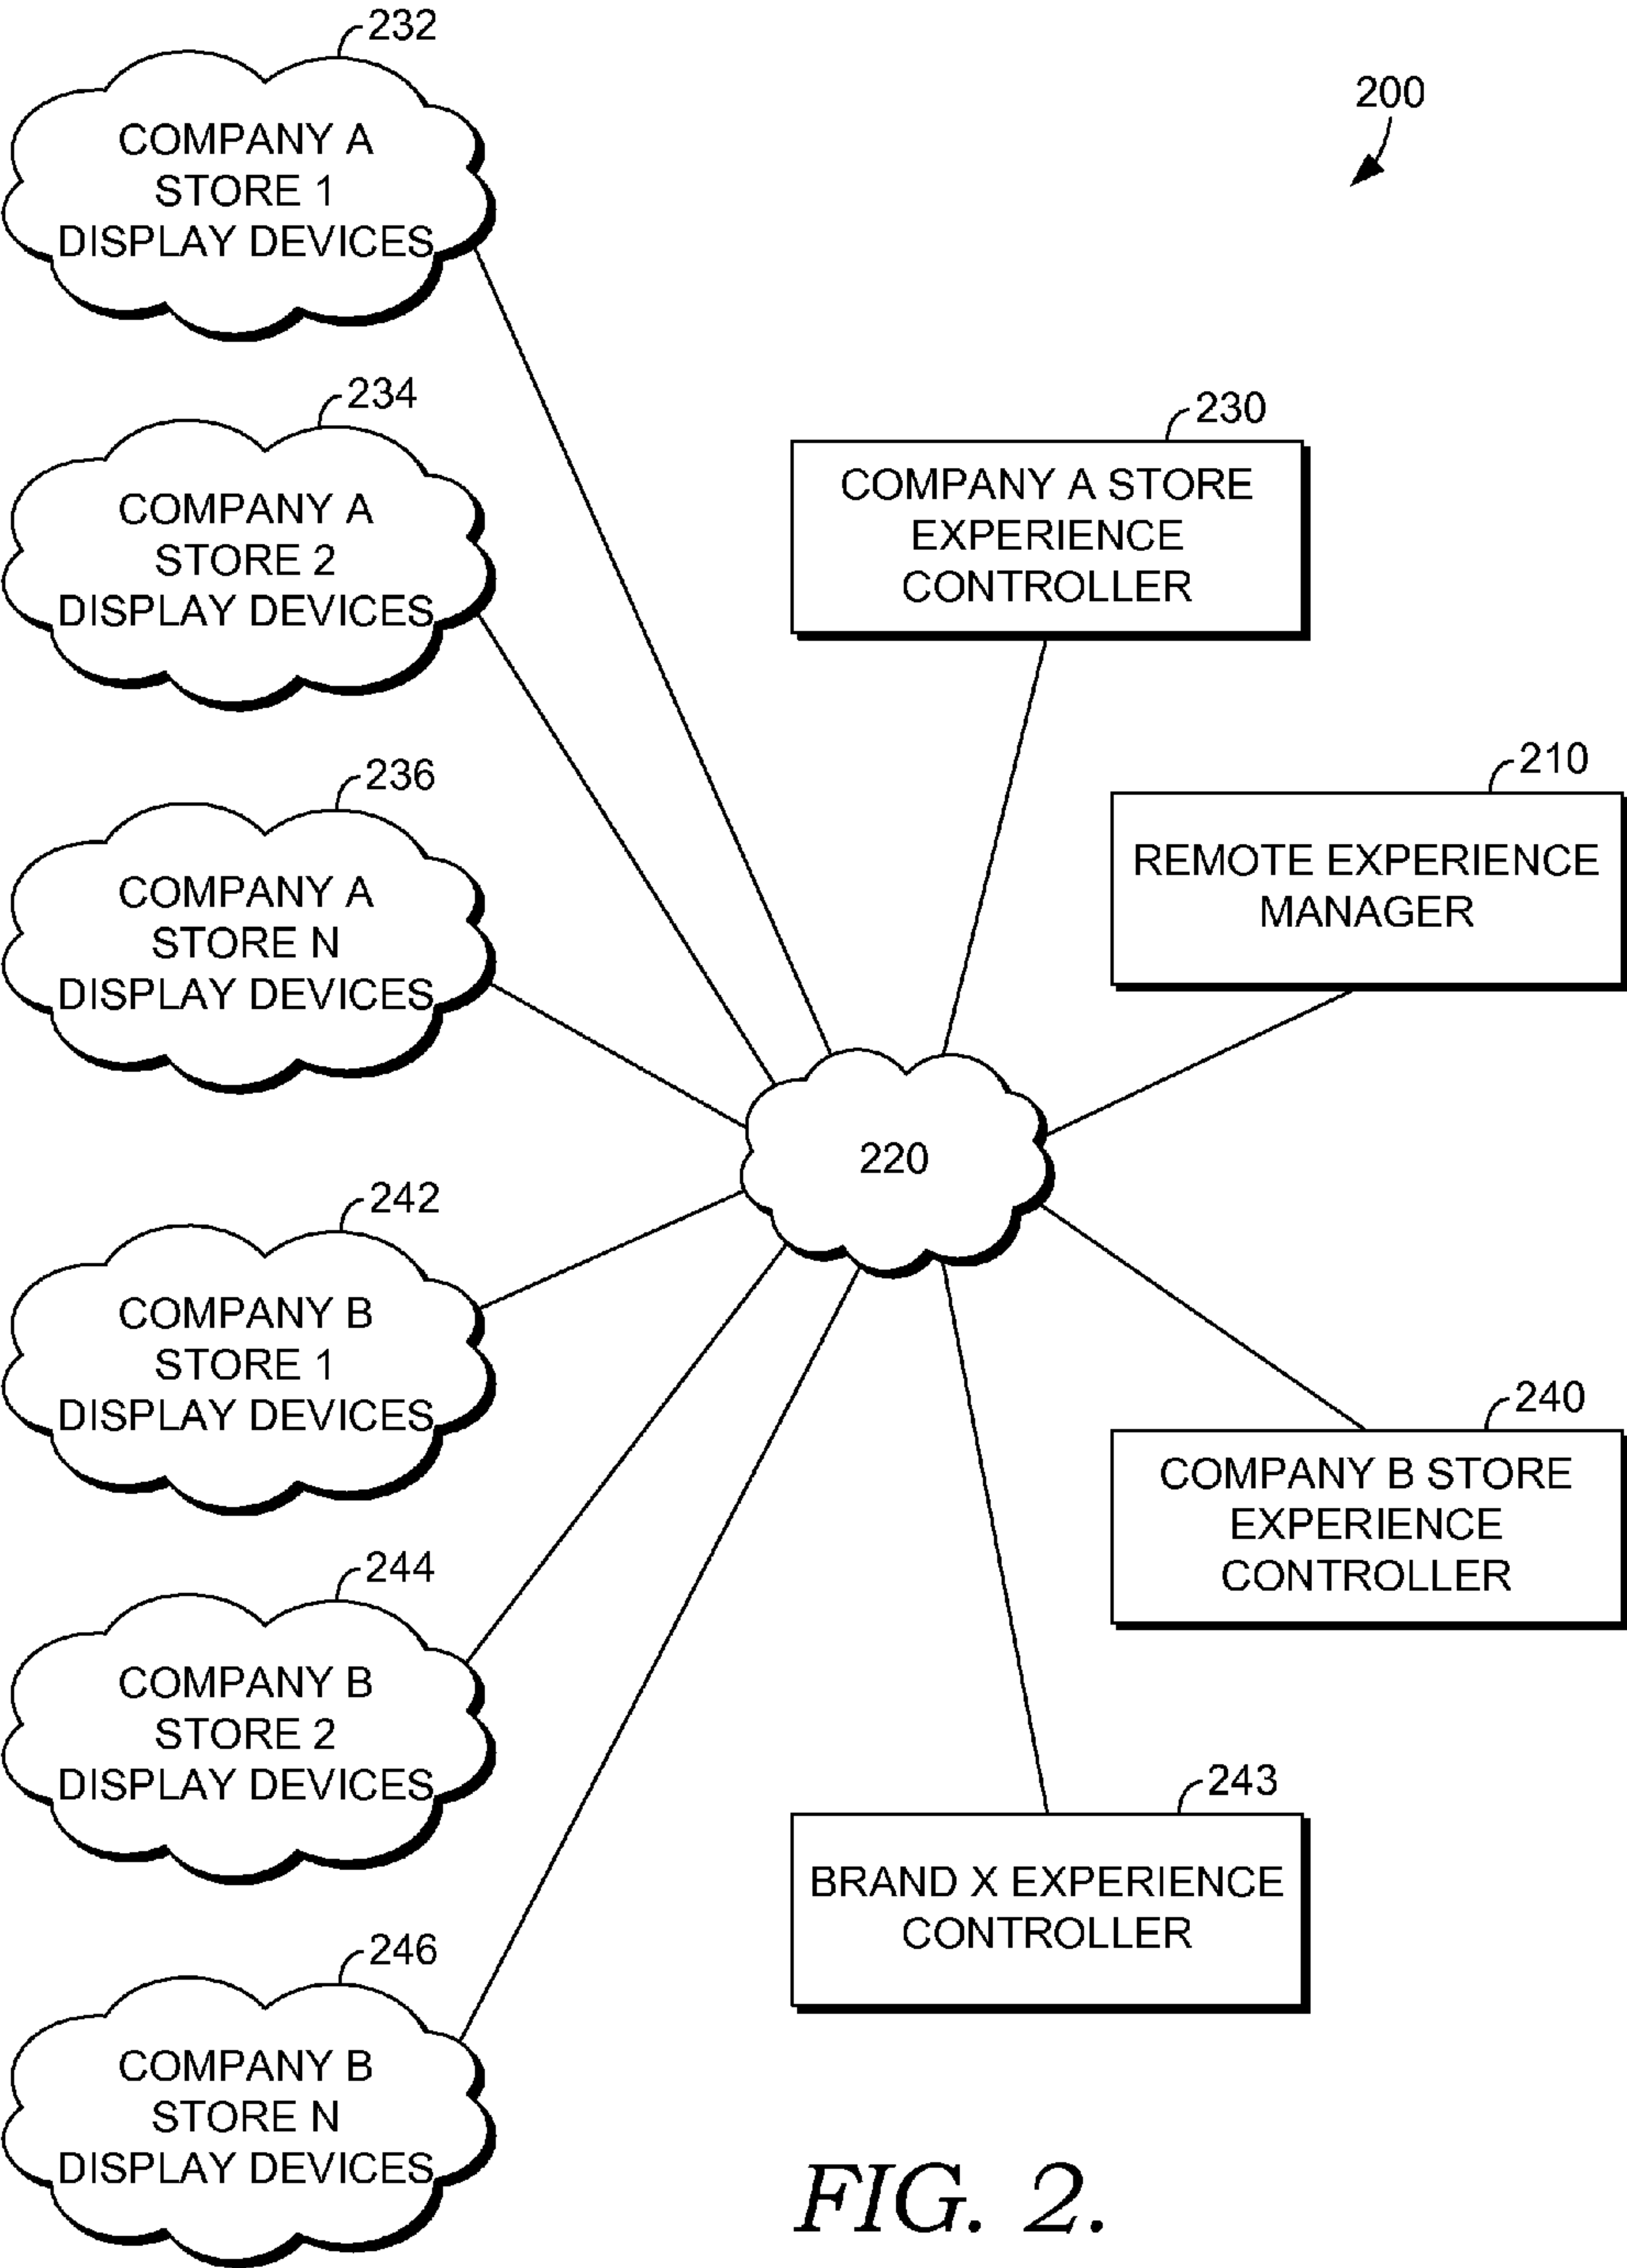 232
COMPANY A
STORE 1
DISPLAY DEVICES
200
234
COMPANY A
STORE 2
DISPLAY DEVICES
230
COMPANY A STORE
EXPERIENCE
CONTROLLER
236
COMPANY A
STORE N
DISPLAY DEVICES
210
REMOTE EXPERIENCE
MANAGER
220
242
COMPANY B
STORE 1
DISPLAY DEVICES
240
COMPANY B STORE
EXPERIENCE
CONTROLLER
244
COMPANY B
STORE 2
DISPLAY DEVICES
243
BRAND X EXPERIENCE
CONTROLLER
246
COMPANY B
STORE N
DISPLAY DEVICES
FIG. 2.